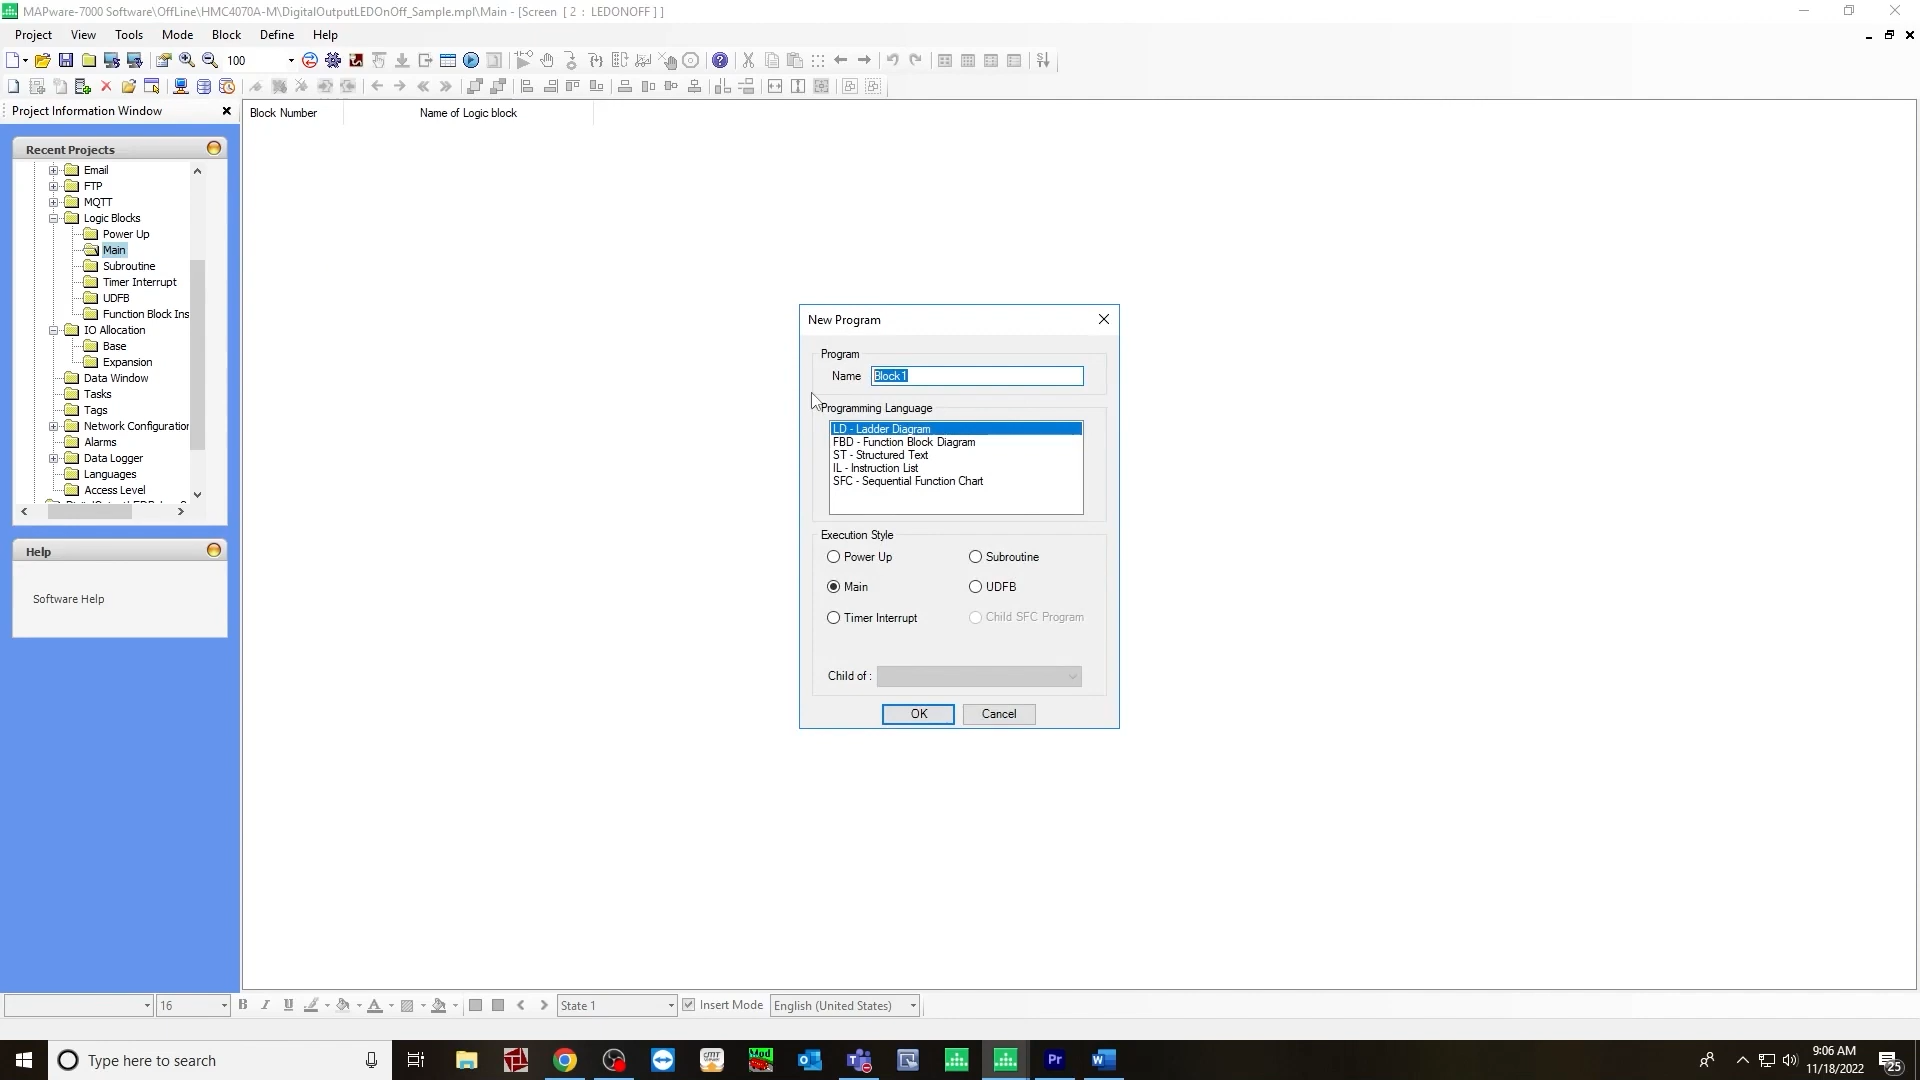 MAPware-7000 Software\OffLine\HMC4070A-M\DigitalOutputLEDOnOff_Sample.mpl\Main - [Screen  [ 2 :  LEDONOFF ] ]
Project View Tools Mode Block Define Help
100
Project Information Window
Block Number Name of Logic block
Recent Projects
Email
FTP
MQTT
Logic Blocks
Power Up
Main
Subroutine
Timer Interrupt
UDFB
Function Block Ins
IO Allocation
Base
Expansion
Data Window
Tasks
Tags
Network Configuration
Alarms
Data Logger
Languages
Access Level
Help
Software Help
New Program
Program
Name Block1
Programming Language
LD - Ladder Diagram
FBD - Function Block Diagram
ST - Structured Text
IL - Instruction List
SFC - Sequential Function Chart
Execution Style
Power Up Subroutine
Main UDFB
Timer Interrupt Child SFC Program
Child of :
OK Cancel
16 B I U A State 1 Insert Mode English (United States)
Type here to search
Pr
9:06 AM
11/18/2022
25